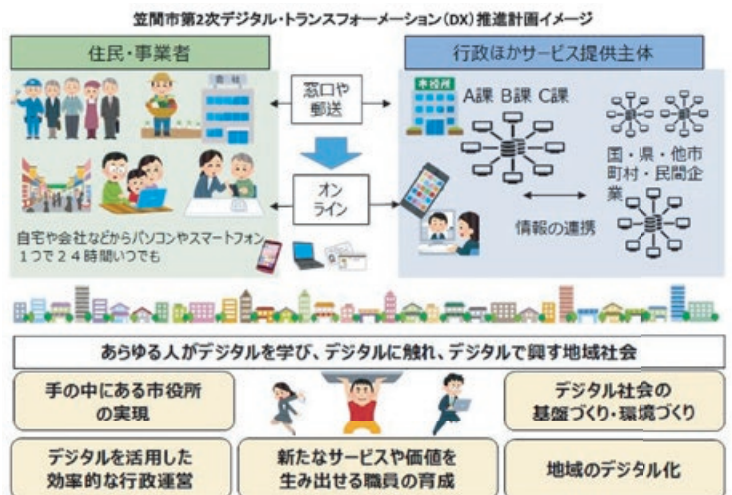 笠間市第2次デジタル・トランスフォーメーション(DX)推進計画イメージ
住民・事業者
会社
自宅や会社などからパソコンやスマートフォン
1つで24時間いつでも
窓口や
郵送
オン
ライン
行政ほかサービス提供主体
市役所
A課 B課 C課
国・県・他市
町村・民間企
業
情報の連携
あらゆる人がデジタルを学び、デジタルに触れ、デジタルで興す地域社会
手の中にある市役所
の実現
デジタル社会の
基盤づくり・環境づくり
デジタルを活用した
効率的な行政運営
新たなサービスや価値を
生み出せる職員の育成
地域のデジタル化